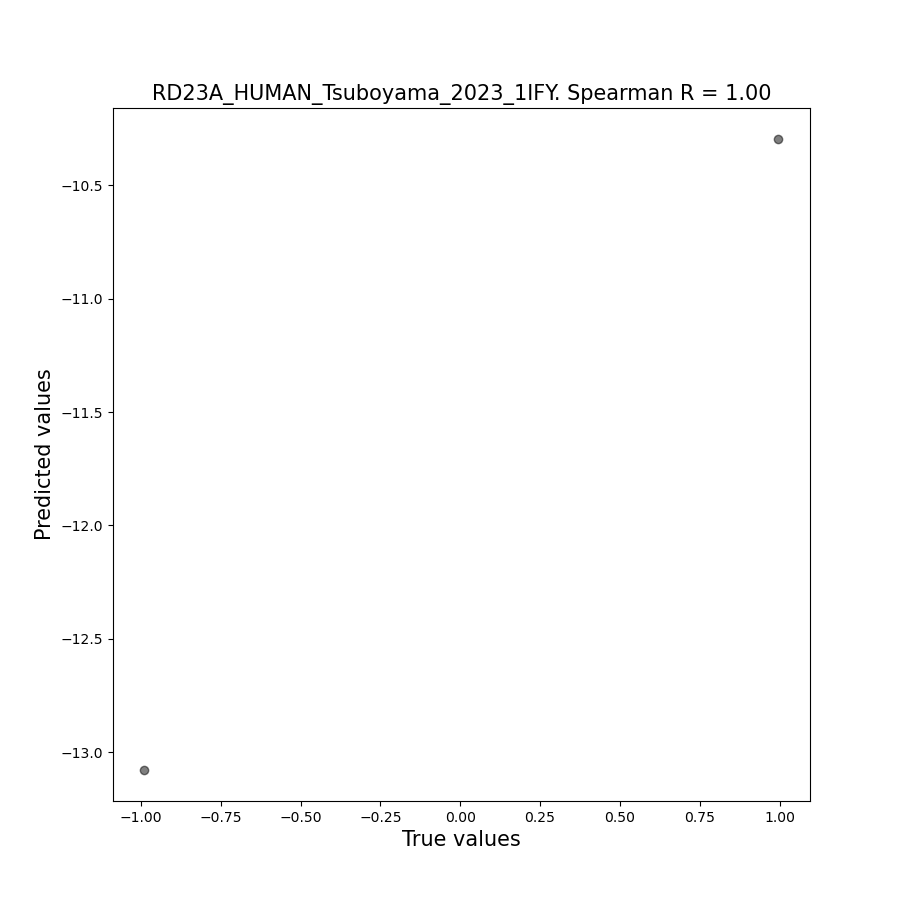 RD23A_HUMAN_Tsuboyama_2023_1IFY. Spearman R = 1.00
Predicted values
−10.5
−11.0
−11.5
−12.0
−12.5
−13.0
−1.00 −0.75 −0.50 −0.25 0.00 0.25 0.50 0.75 1.00
True values